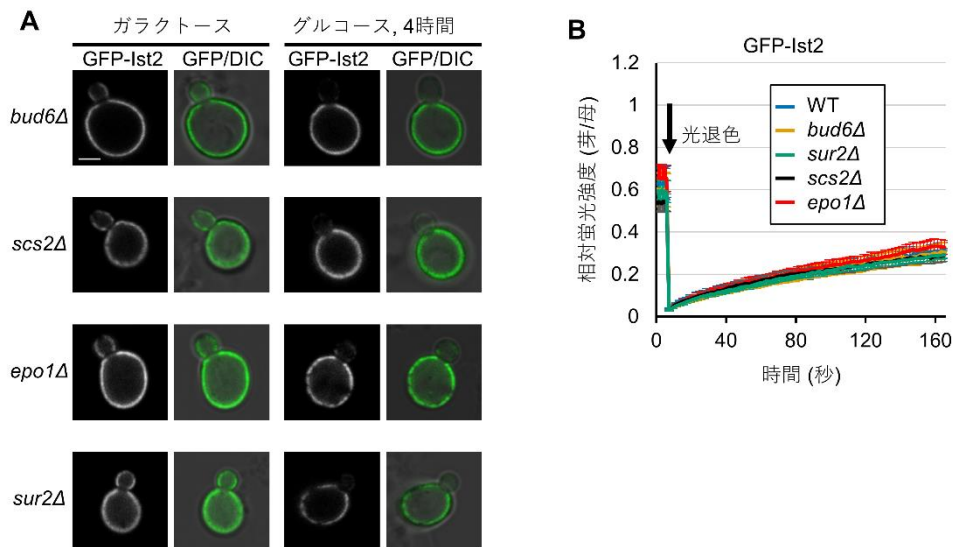 A
ガラクトース
グルコース, 4時間
GFP-Ist2
GFP/DIC
GFP-Ist2
GFP/DIC
bud6Δ
scs2Δ
epo1Δ
sur2Δ
B
GFP-Ist2
1.2
1
0.8
0.6
0.4
0.2
0
光退色
WT
bud6Δ
sur2Δ
scs2Δ
epo1Δ
相対蛍光強度 (芽/母)
0
40
80
120
160
時間 (秒)